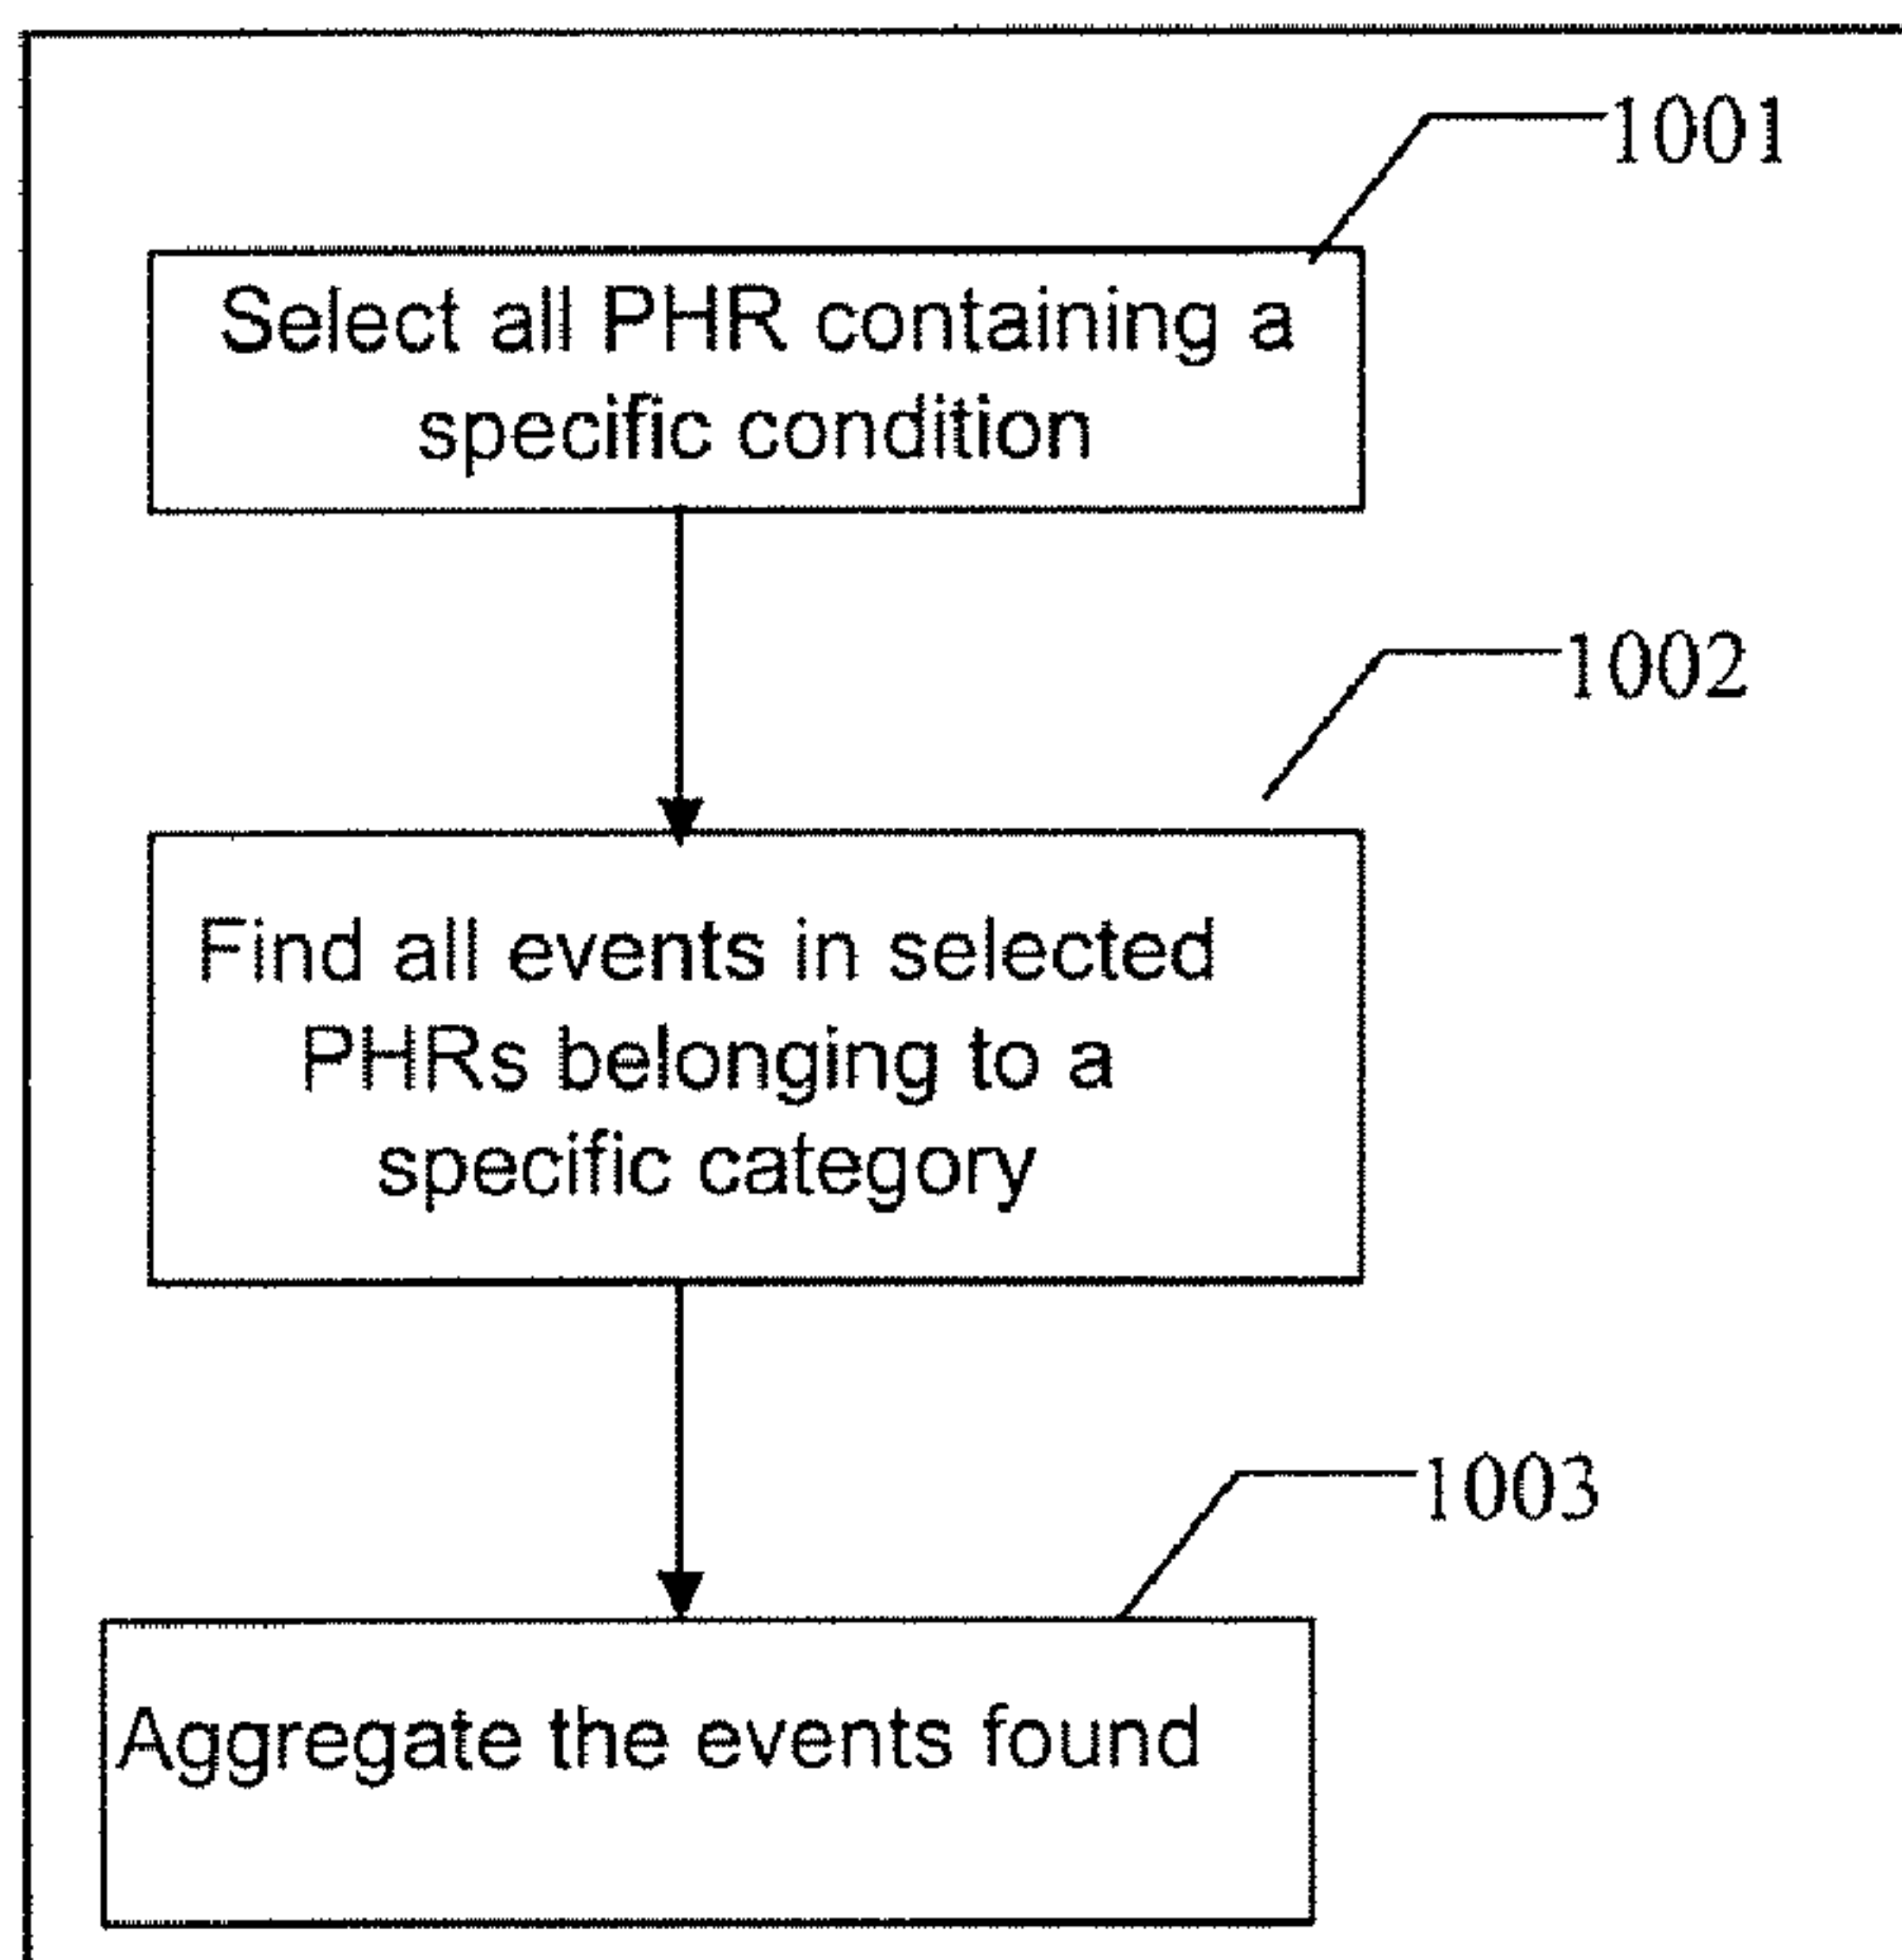 1001
Select all PHR containing a
specific condition
1002
Find all events in selected
PHRs belonging to a
specific category
1003
Aggregate the events found